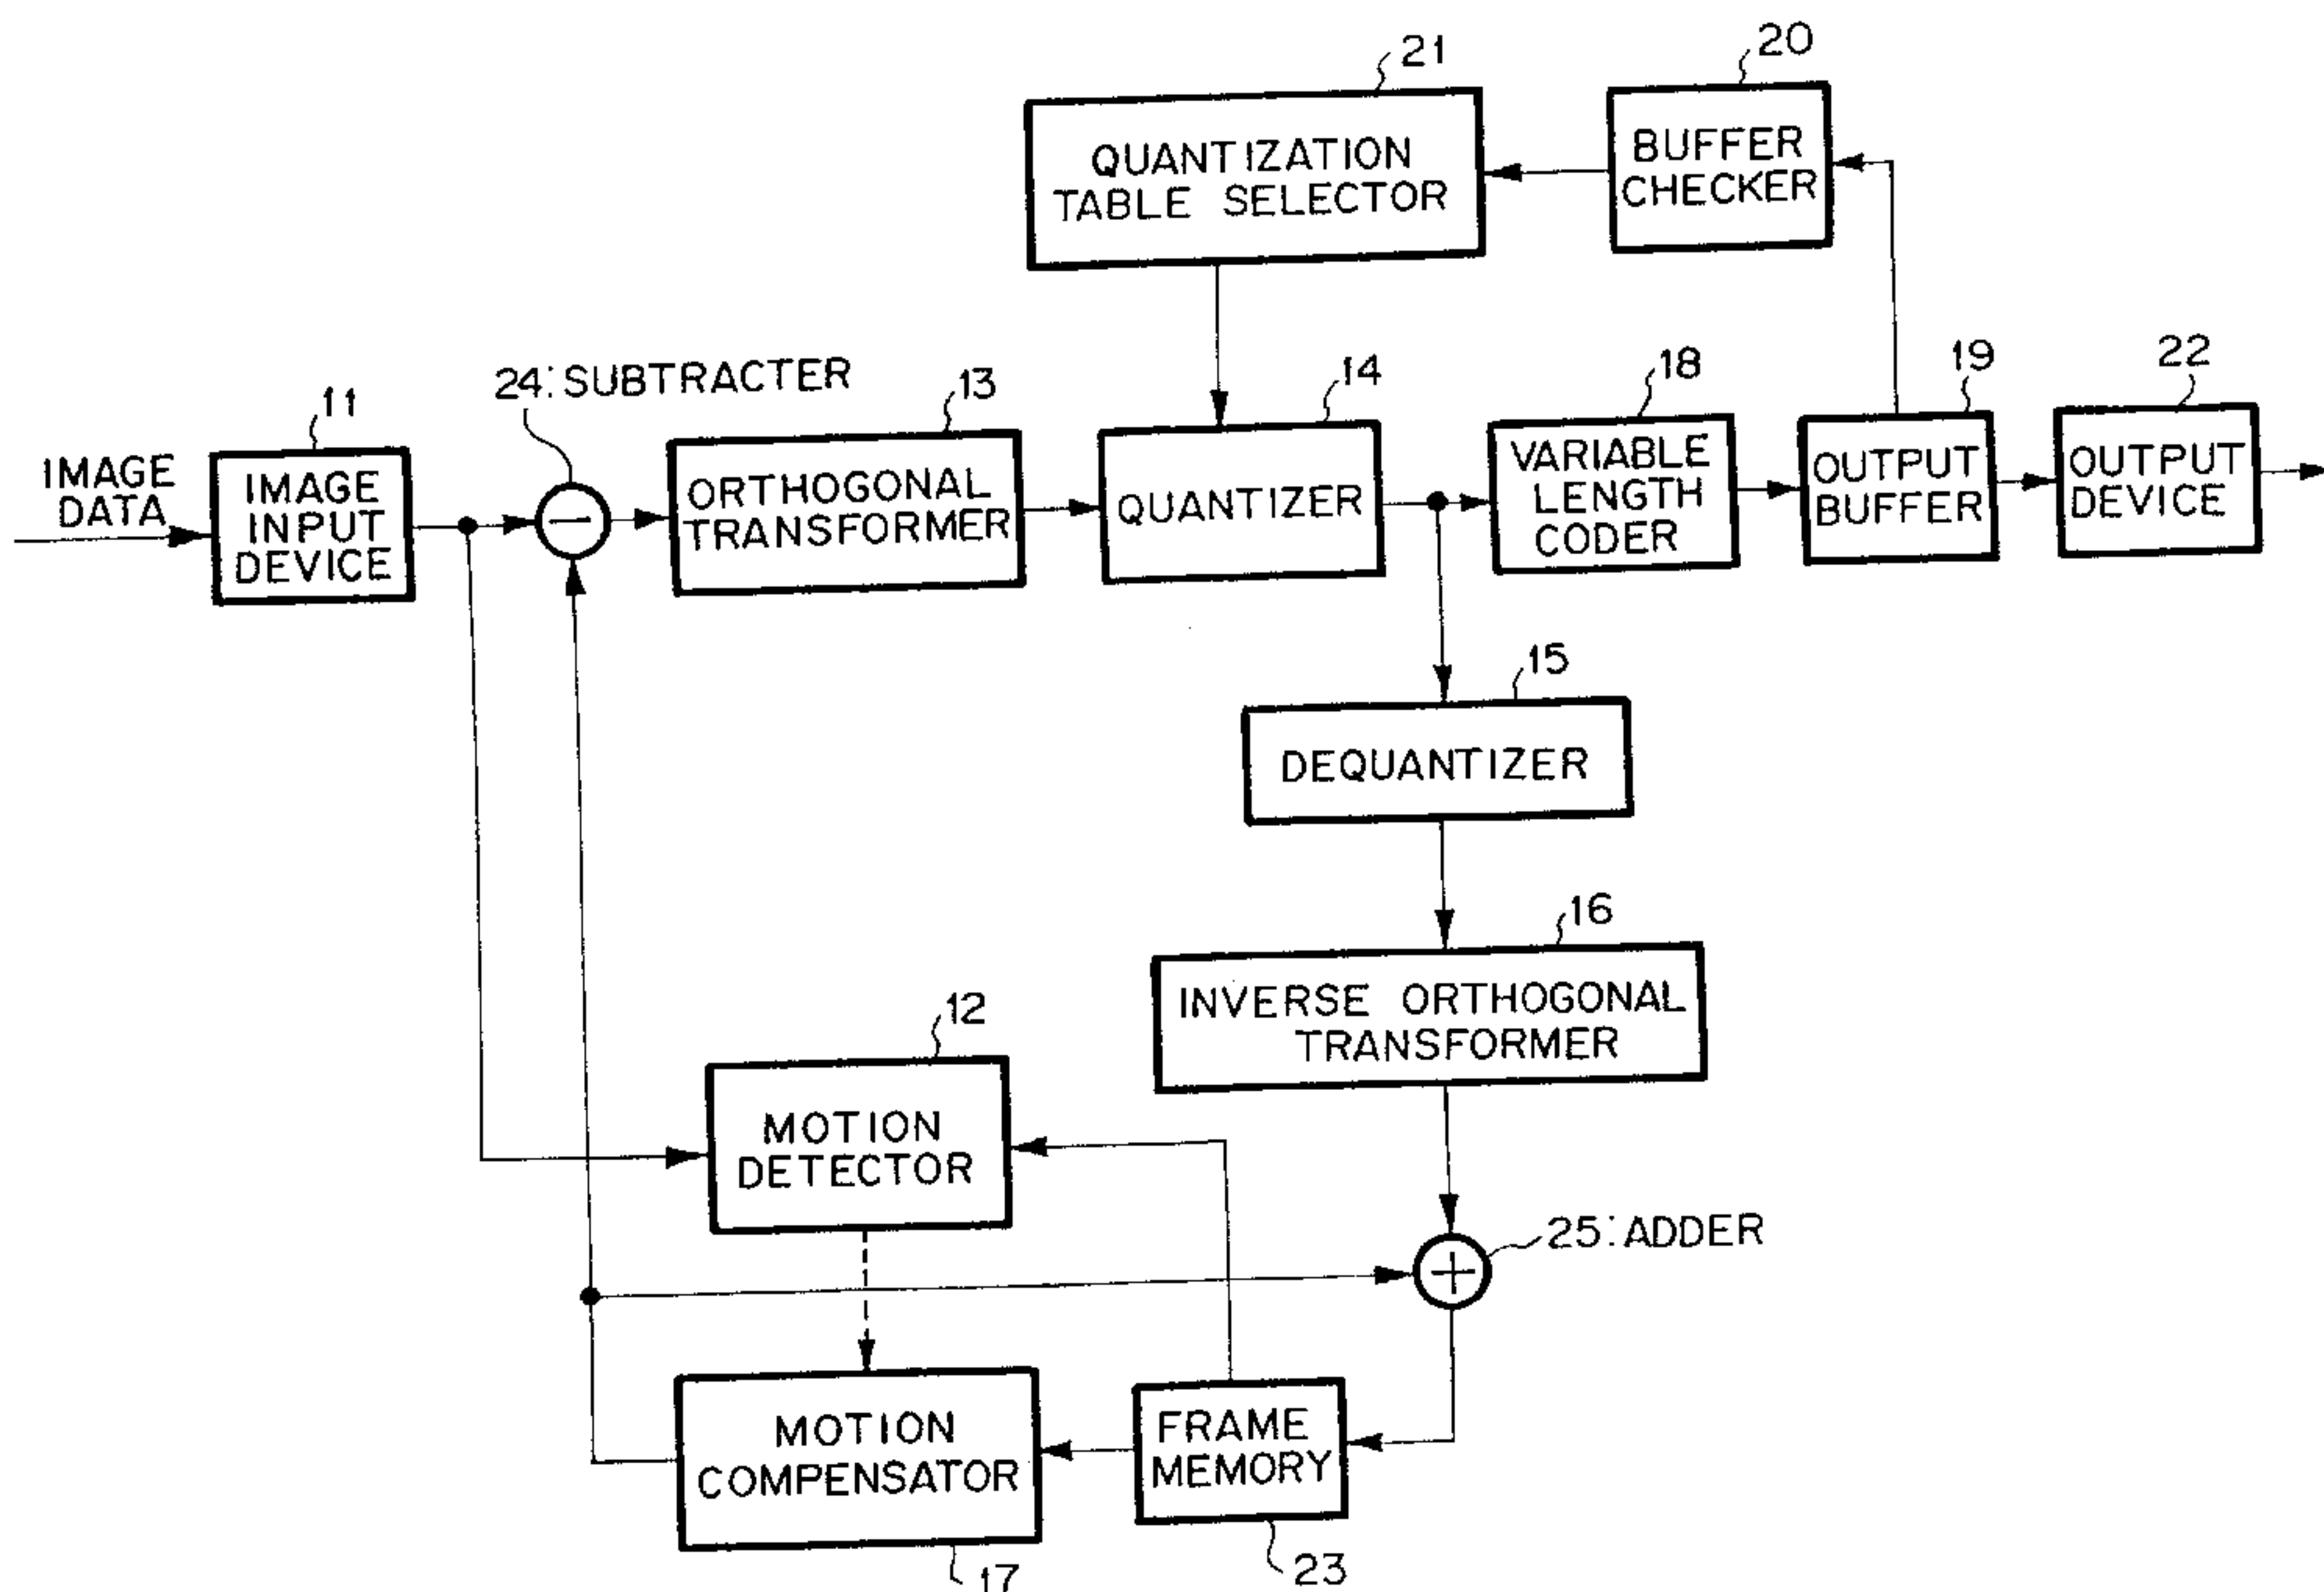 21
20
QUANTIZATION
TABLE SELECTOR
BUFFER
CHECKER
24:SUBTRACTER
11
13
14
18
19
22
IMAGE
DATA
IMAGE
INPUT
DEVICE
ORTHOGONAL
TRANSFORMER
QUANTIZER
VARIABLE
LENGTH
CODER
OUTPUT
BUFFER
OUTPUT
DEVICE
15
DEQUANTIZER
16
INVERSE ORTHOGONAL
TRANSFORMER
12
MOTION
DETECTOR
25:ADDER
MOTION
COMPENSATOR
FRAME
MEMORY
17
23